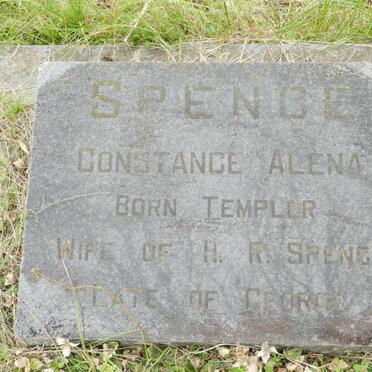 SPENCE
CONSTANCE ALENA
BORN TEMPLER
WIFE OF H. R. SPENC
LATE OF GEORGE